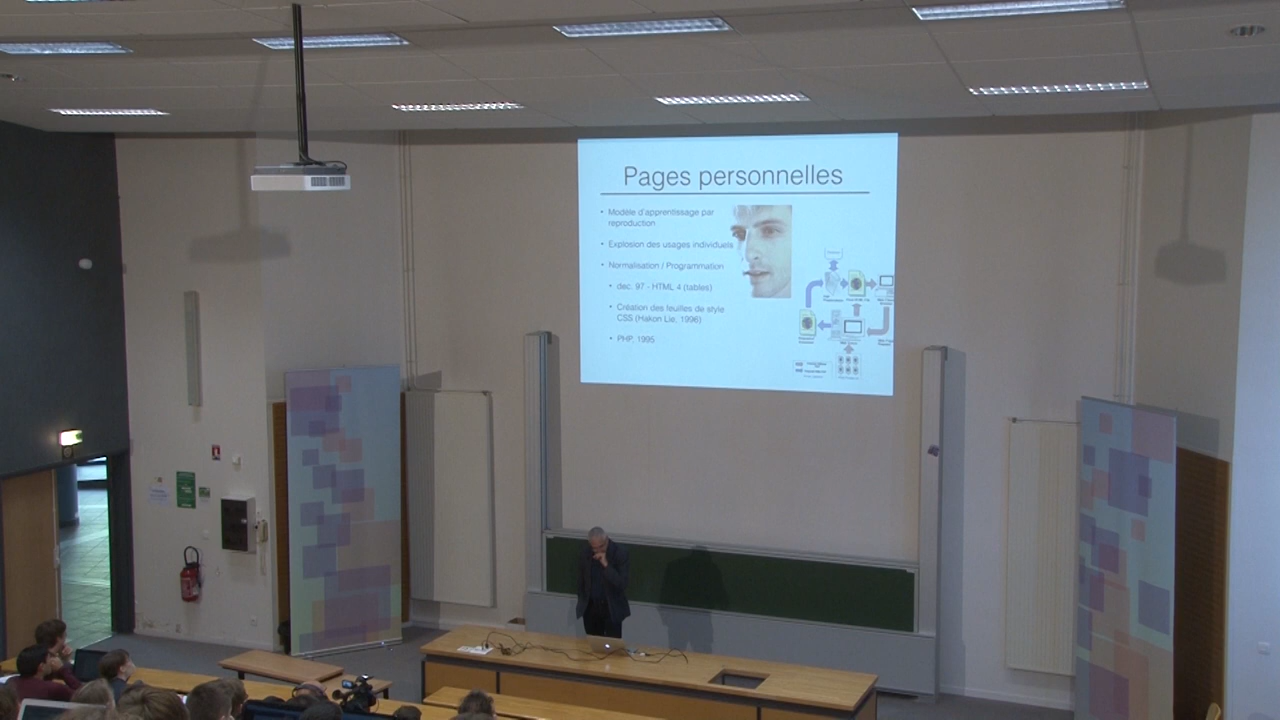 Pages personnelles
• Modèle d'apprentissage par
reproduction
• Explosion des usages individuels
• Normalisation / Programmation
• dec. 97 - HTML 4 (tables)
• Création des feuilles de style
CSS (Hakon Lie, 1996)
• PHP, 1995